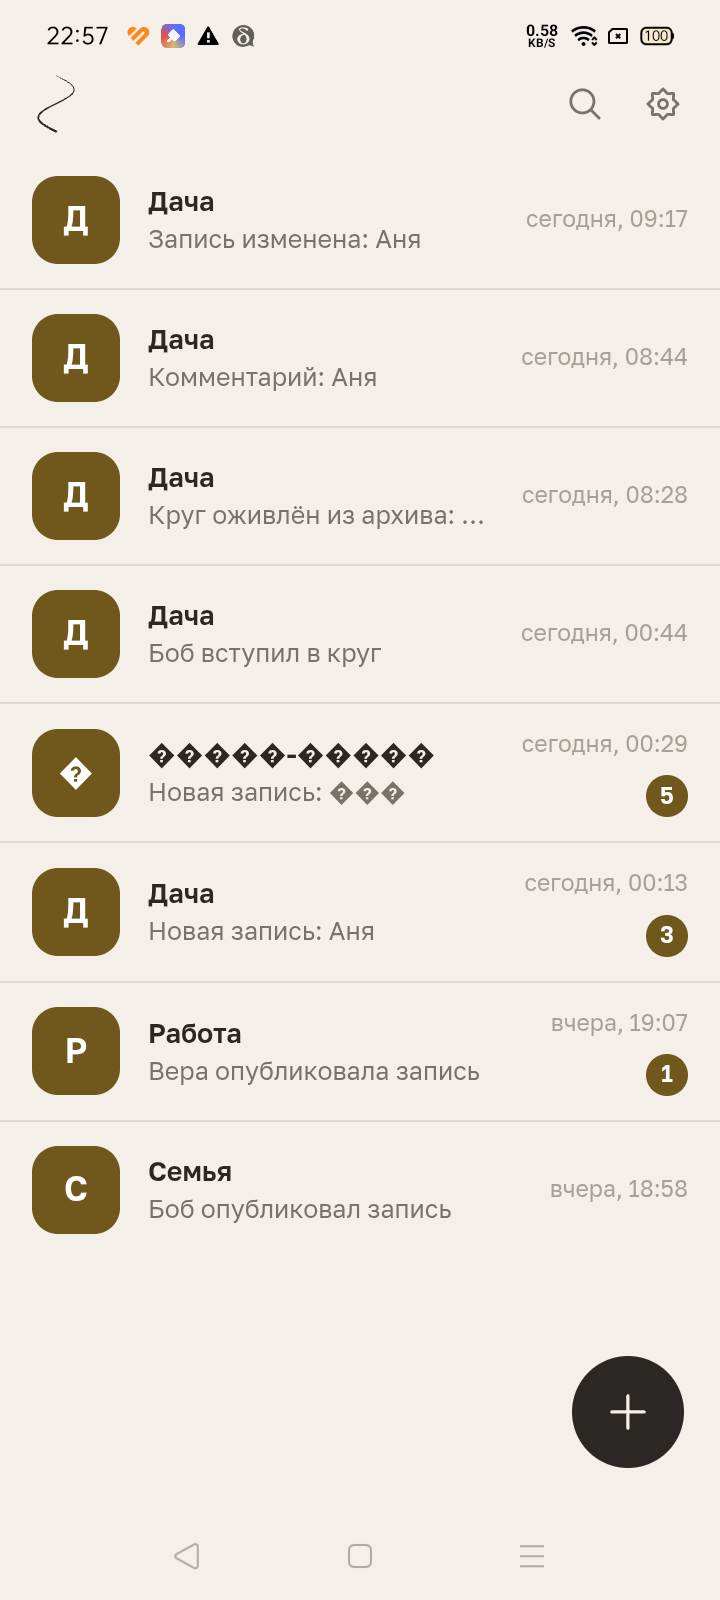 22:57
0.58
KB/S
100
Д
Дача
Запись изменена: Аня
сегодня, 09:17
Д
Дача
Комментарий: Аня
сегодня, 08:44
Д
Дача
Круг оживлён из архива: ...
сегодня, 08:28
Д
Дача
Боб вступил в круг
сегодня, 00:44
�
�����-�����
Новая запись: ���
сегодня, 00:29
5
Д
Дача
Новая запись: Аня
сегодня, 00:13
3
Р
Работа
Вера опубликовала запись
вчера, 19:07
1
С
Семья
Боб опубликовал запись
вчера, 18:58